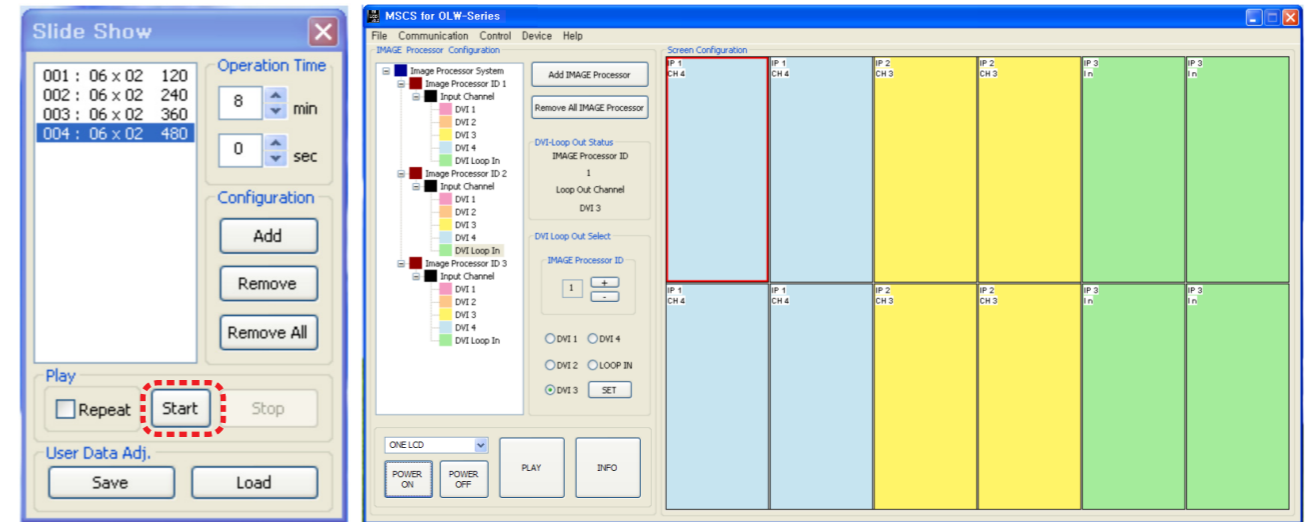 Slide Show
001 : 06 x 02 120
002 : 06 x 02 240
003 : 06 x 02 360
004 : 06 x 02 480
Operation Time
8 min
0 sec
Configuration
Add
Remove
Remove All
Play
Repeat
Start
Stop
User Data Adj.
Save
Load
MSCS for OLW-Series
File Communication Control Device Help
IMAGE Processor Configuration
Image Processor System
Image Processor ID 1
Input Channel
DVI 1
DVI 2
DVI 3
DVI 4
DVI Loop In
Image Processor ID 2
Input Channel
DVI 1
DVI 2
DVI 3
DVI 4
DVI Loop In
Image Processor ID 3
Input Channel
DVI 1
DVI 2
DVI 3
DVI 4
DVI Loop In
Add IMAGE Processor
Remove All IMAGE Processor
DVI-Loop Out Status
IMAGE Processor ID
1
Loop Out Channel
DVI 3
DVI Loop Out Select
IMAGE Processor ID
1
+
-
DVI 1 DVI 4
DVI 2 LOOP IN
DVI 3 SET
ONE LCD
POWER ON
POWER OFF
PLAY
INFO
Screen Configuration
IP 1 IP 1 IP 2 IP 2 IP 3 IP 3
CH 4 CH 4 CH 3 CH 3 In In
IP 1 IP 1 IP 2 IP 2 IP 3 IP 3
CH 4 CH 4 CH 3 CH 3 In In